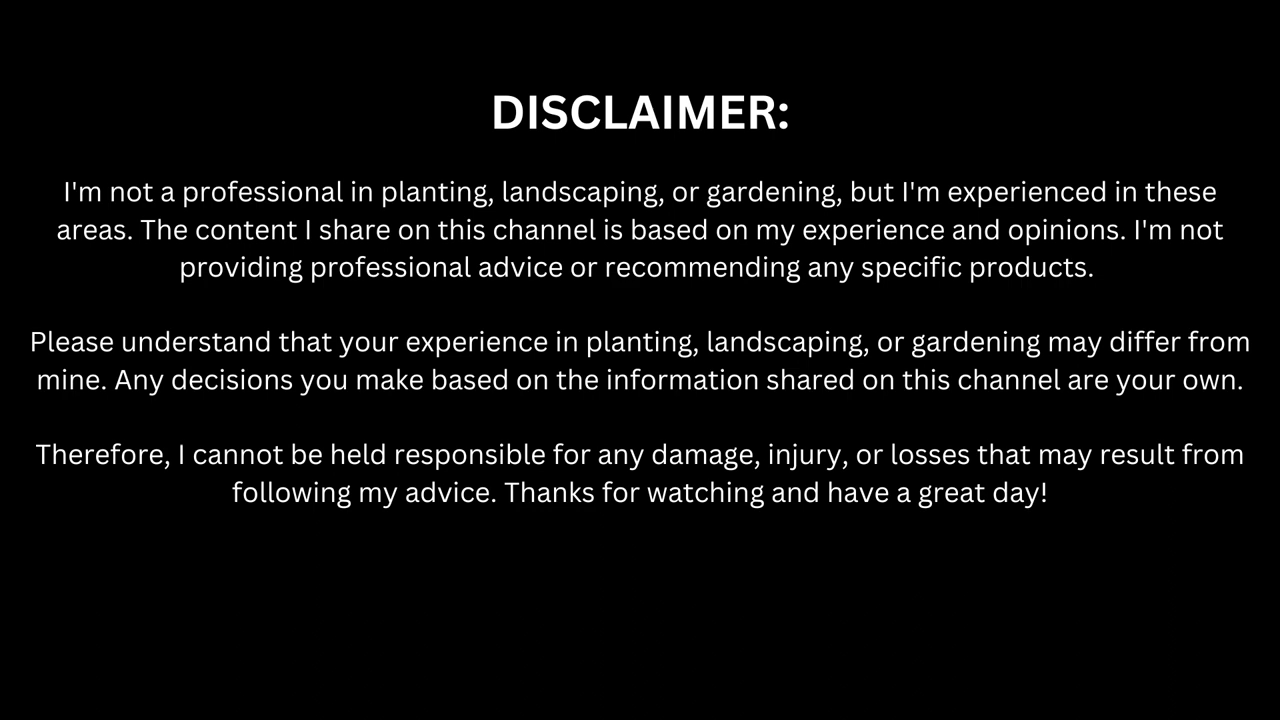 DISCLAIMER:
I'm not a professional in planting, landscaping, or gardening, but I'm experienced in these
areas. The content I share on this channel is based on my experience and opinions. I'm not
providing professional advice or recommending any specific products.
Please understand that your experience in planting, landscaping, or gardening may differ from
mine. Any decisions you make based on the information shared on this channel are your own.
Therefore, I cannot be held responsible for any damage, injury, or losses that may result from
following my advice. Thanks for watching and have a great day!